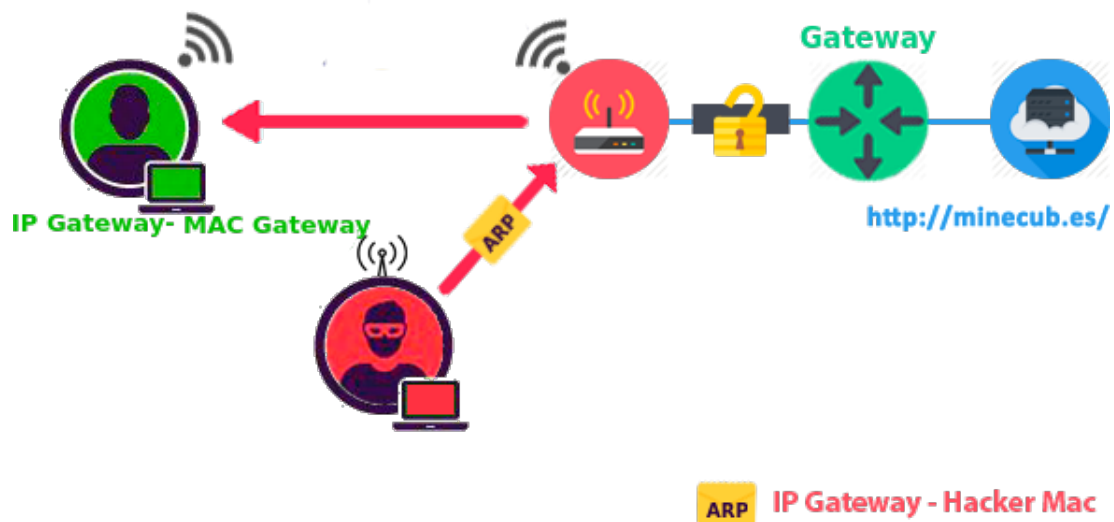 Gateway
IP Gateway- MAC Gateway
http://minecub.es/
ARP
ARP IP Gateway - Hacker Mac